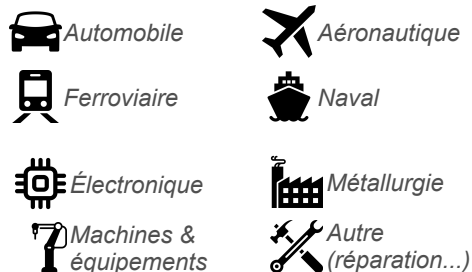 Automobile
Aéronautique
Ferroviaire
Naval
Électronique
Métallurgie
Machines &
équipements
Autre
(réparation...)